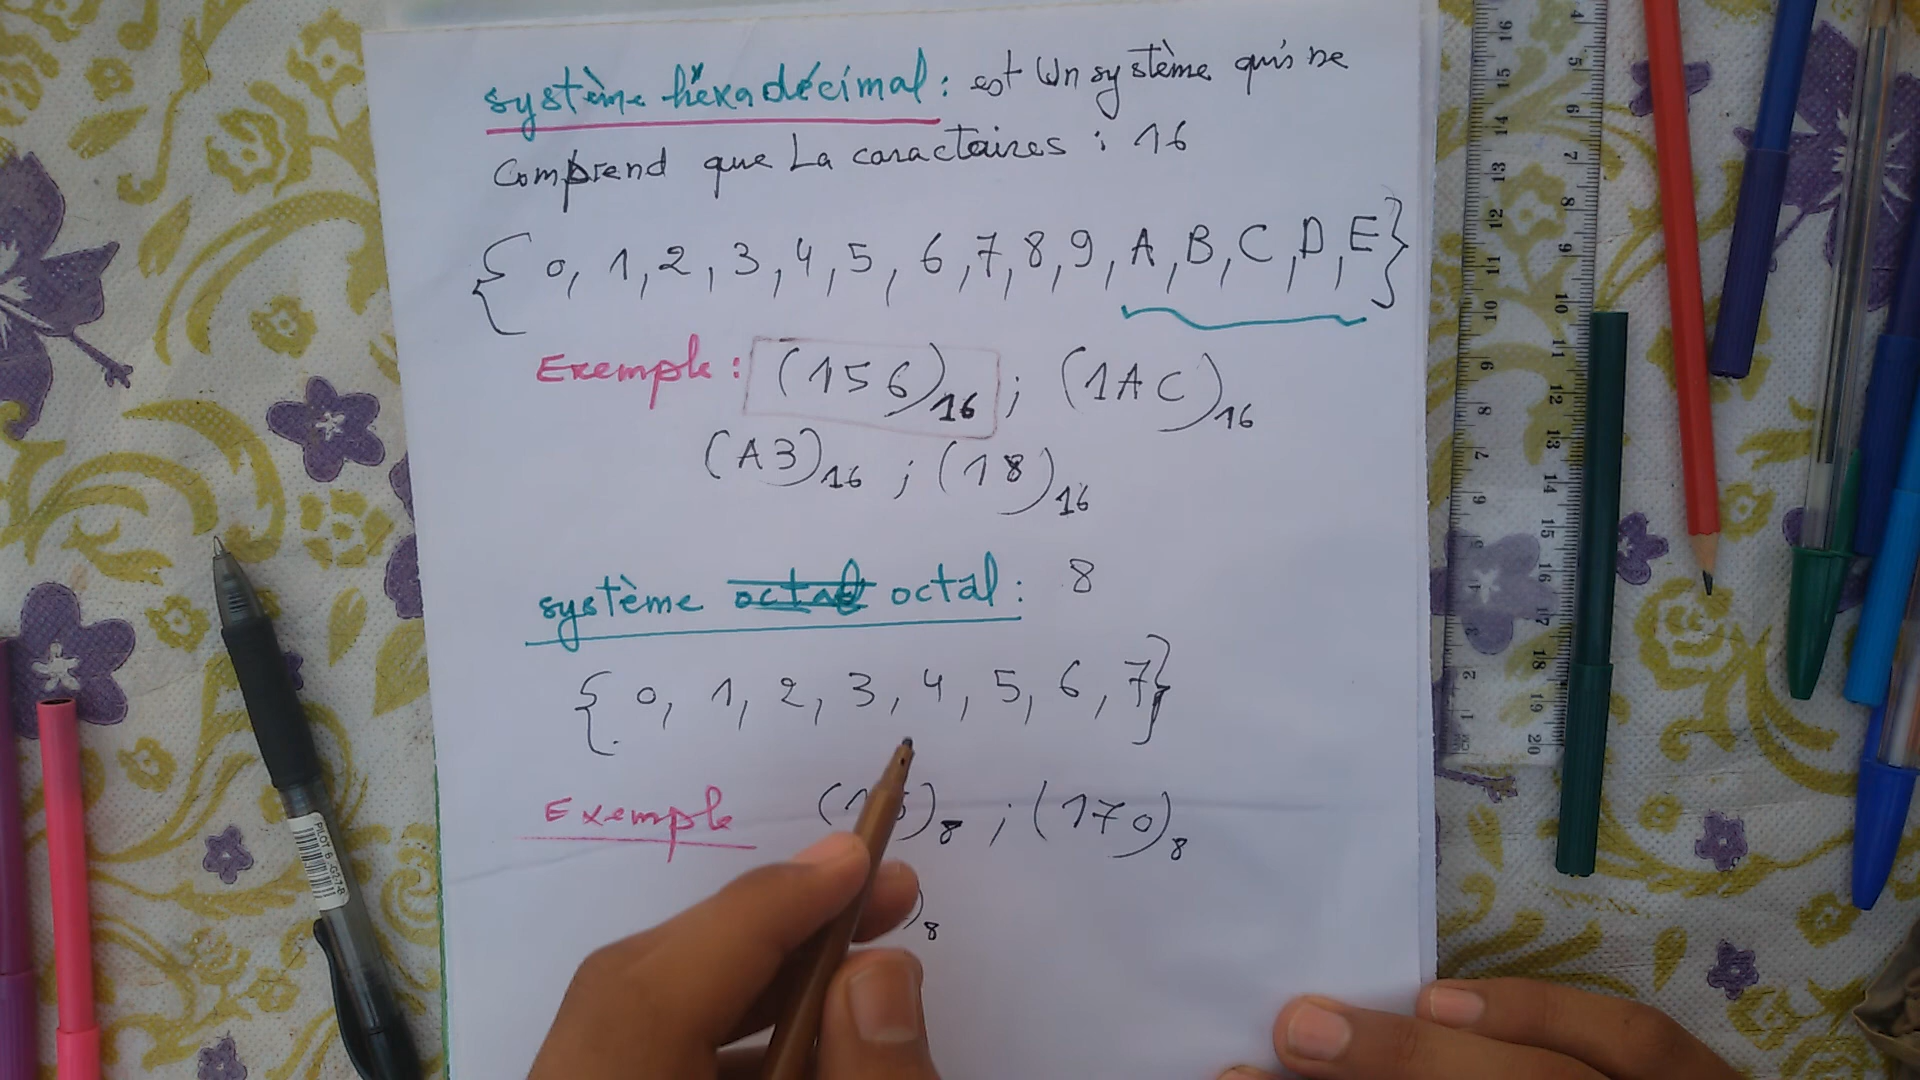 système hexadécimal : est un système qui ne
comprend que La caractaires : 16
{ 0, 1, 2, 3, 4, 5, 6, 7, 8, 9, A, B, C, D, E }
Exemple : (156)16 ; (1AC)16
(A3)16 ; (18)16
système octal octal : 8
{ 0, 1, 2, 3, 4, 5, 6, 7 }
Exemple )8 ; (170)8
)8